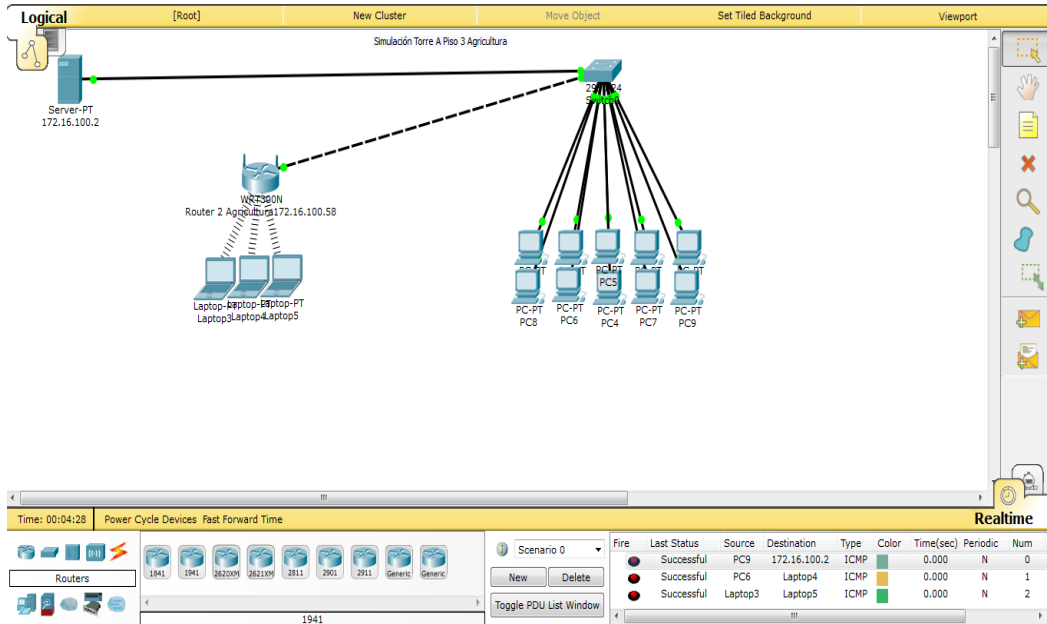 Logical [Root] New Cluster Move Object Set Tiled Background Viewport
Simulación Torre A Piso 3 Agricultura
Server-PT
172.16.100.2
WRT300N
Router 2 Agricultura172.16.100.58
Laptop-PT
Laptop3
Laptop-PT
Laptop4
Laptop-PT
Laptop5
PC-PT
PC5
PC-PT
PC8
PC-PT
PC6
PC-PT
PC4
PC-PT
PC7
PC-PT
PC9
Time: 00:04:28 Power Cycle Devices Fast Forward Time Realtime
Routers
1841 1941 2620XM 2621XM 2811 2901 2911 Generic Generic
1941
Scenario 0
New Delete
Toggle PDU List Window
Fire Last Status Source Destination Type Color Time(sec) Periodic Num
Successful PC9 172.16.100.2 ICMP 0.000 N 0
Successful PC6 Laptop4 ICMP 0.000 N 1
Successful Laptop3 Laptop5 ICMP 0.000 N 2